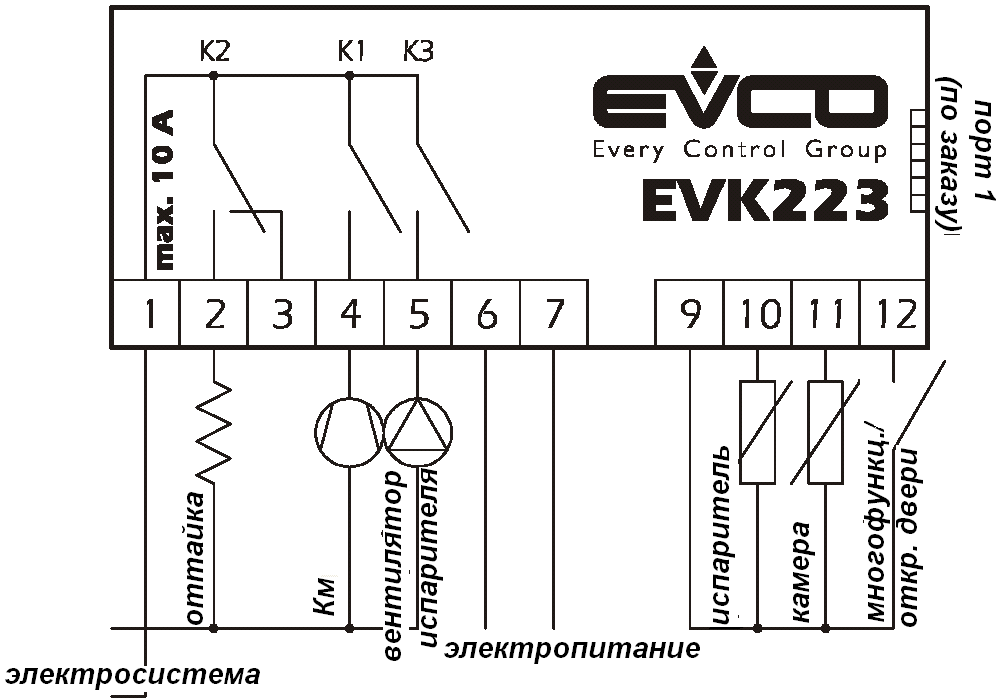 K2 K1 K3
max. 10 A
EVCO
Every Control Group
EVK223
порт 1
(по заказу)
1 2 3 4 5 6 7 9 10 11 12
оттайка
Км
вентилятор
испарителя
испаритель
камера
многофункц./
откр. двери
электропитание
электросистема